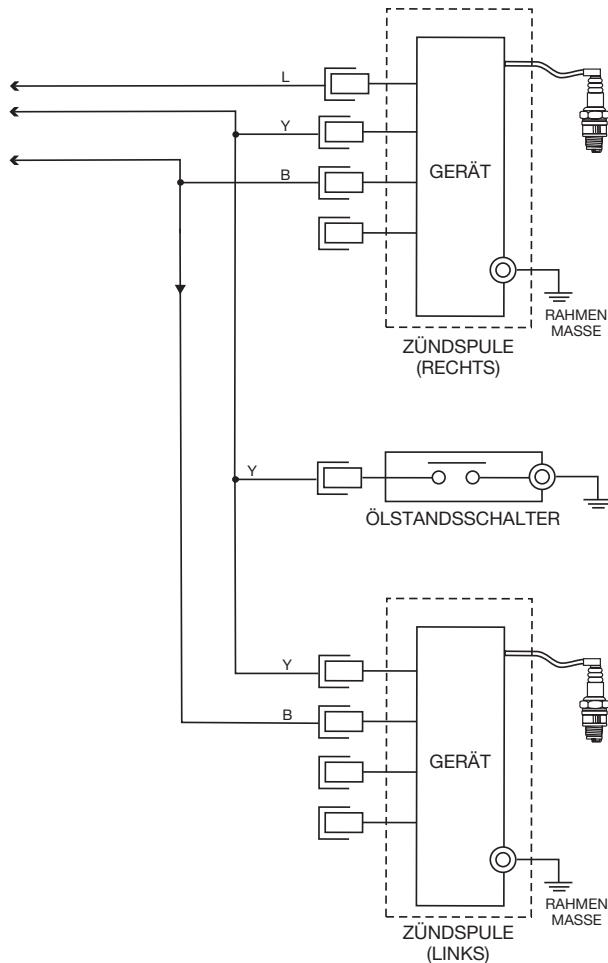 L
Y
B
GERÄT
RAHMEN
MASSE
ZÜNDSPULE
(RECHTS)
Y
ÖLSTANDSSCHALTER
Y
B
GERÄT
RAHMEN
MASSE
ZÜNDSPULE
(LINKS)